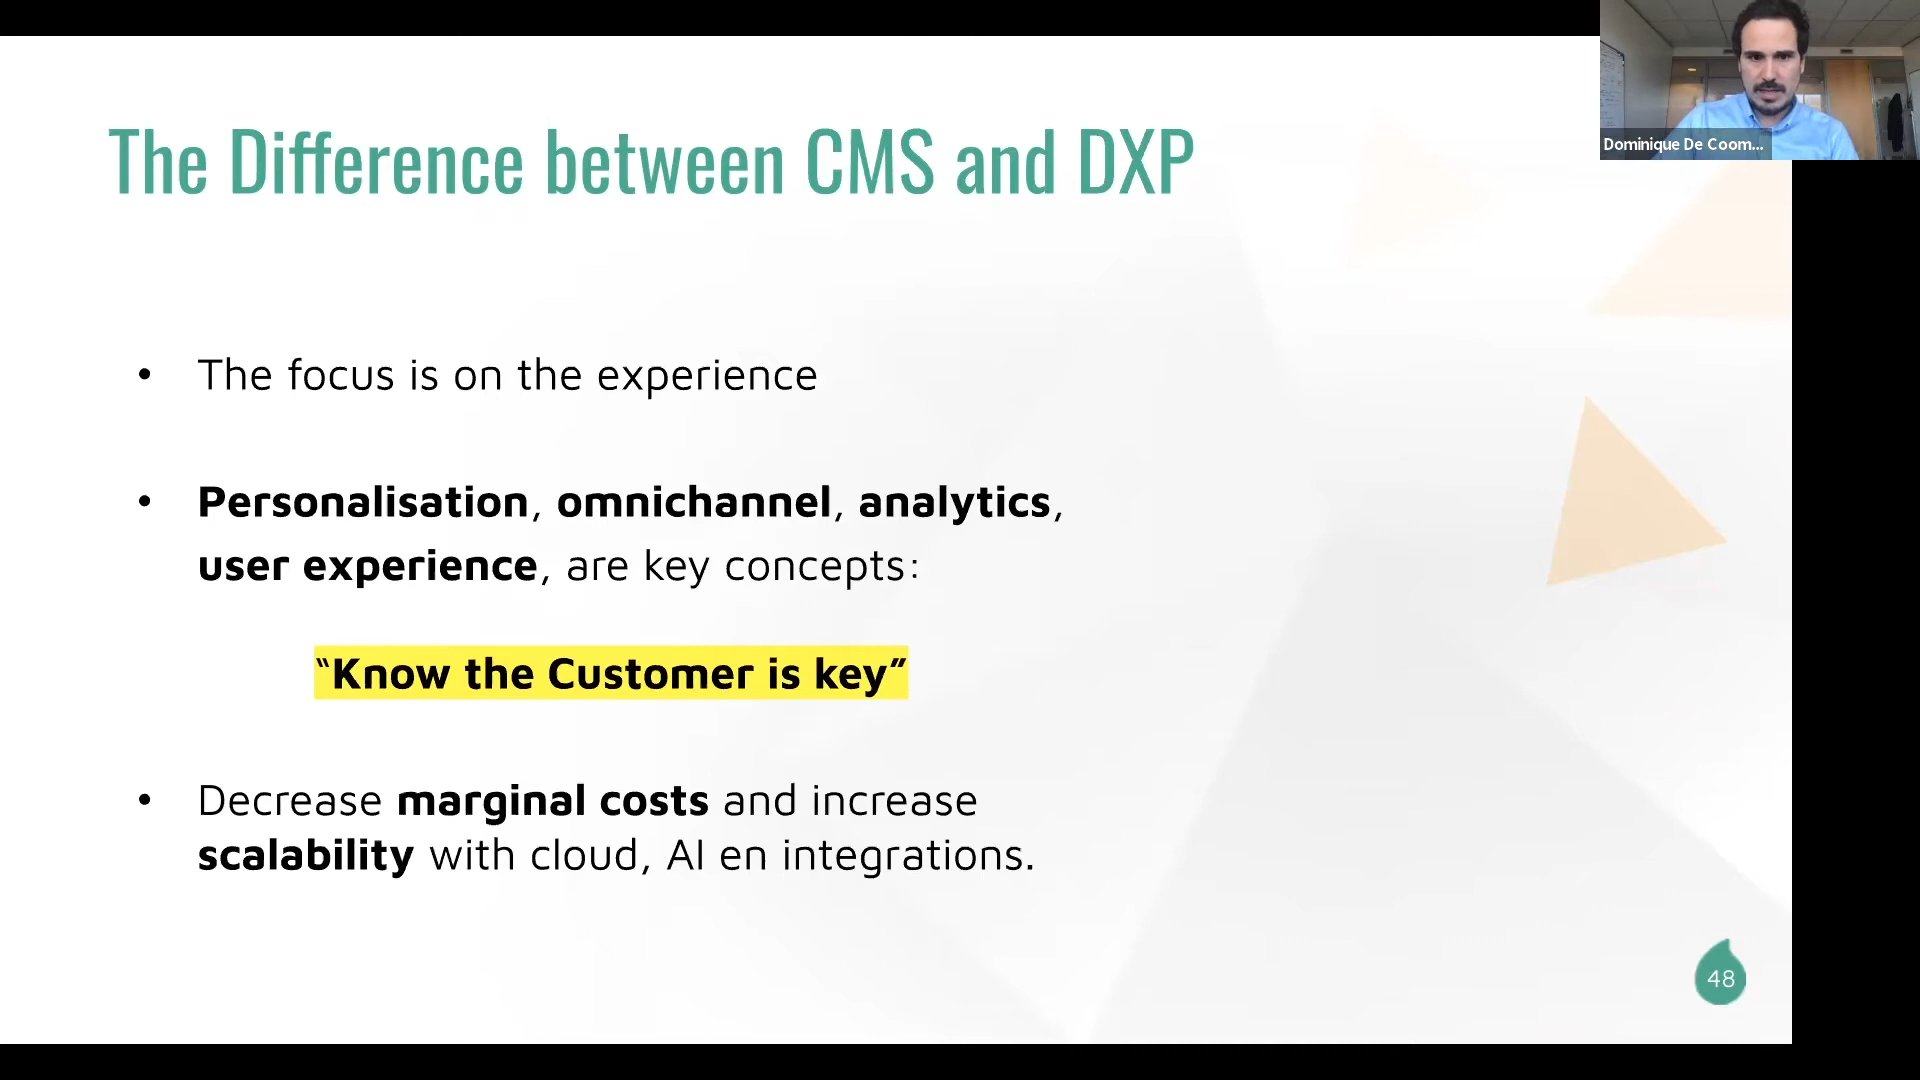 The Difference between CMS and DXP
Dominique De Coom...
• The focus is on the experience
• Personalisation, omnichannel, analytics,
user experience, are key concepts:
“Know the Customer is key”
• Decrease marginal costs and increase
scalability with cloud, AI en integrations.
48